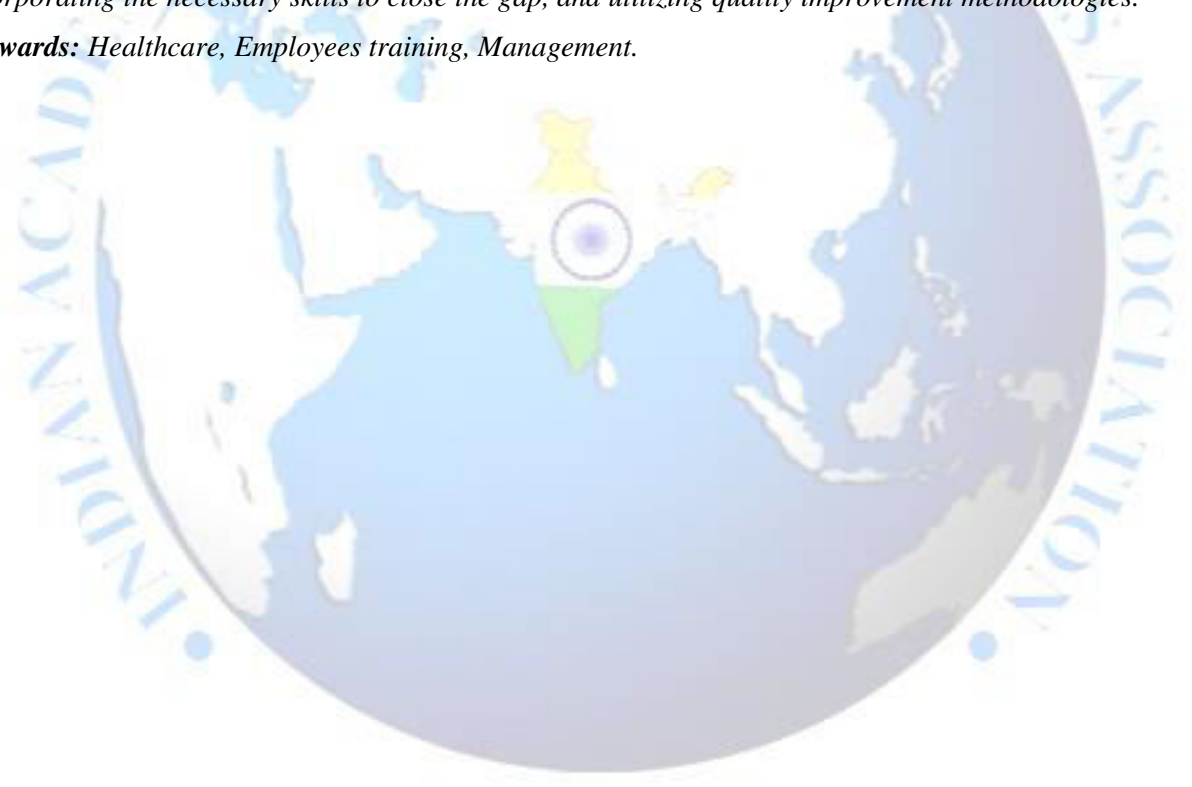 orporating the necessary skills to close the gap, and utilizing quality improvement methodologies.
wards: Healthcare, Employees training, Management.
INDIAN ACAD
S ASSOCIATION